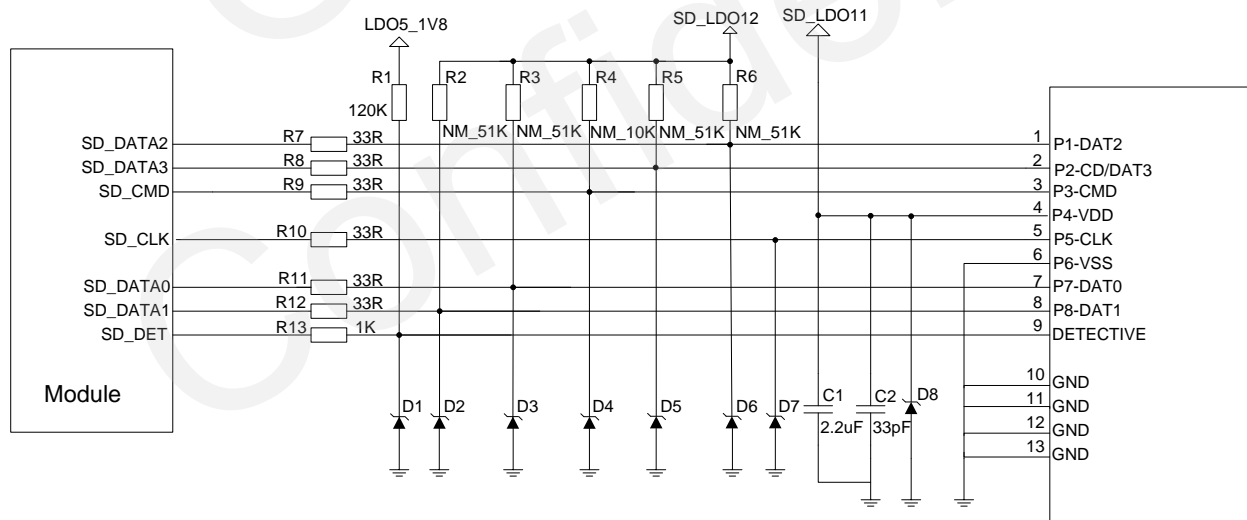 Confidential
LDO5_1V8
SD_LDO12
SD_LDO11
R1
R2
R3
R4
R5
R6
120K
NM_51K
NM_51K
NM_10K
NM_51K
NM_51K
SD_DATA2
R7
33R
1
P1-DAT2
SD_DATA3
R8
33R
2
P2-CD/DAT3
SD_CMD
R9
33R
3
P3-CMD
4
P4-VDD
SD_CLK
R10
33R
5
P5-CLK
6
P6-VSS
SD_DATA0
R11
33R
7
P7-DAT0
SD_DATA1
R12
33R
8
P8-DAT1
SD_DET
R13
1K
9
DETECTIVE
Module
10
GND
11
GND
12
GND
13
GND
D1
D2
D3
D4
D5
D6
D7
C1
C2
D8
2.2uF
33pF